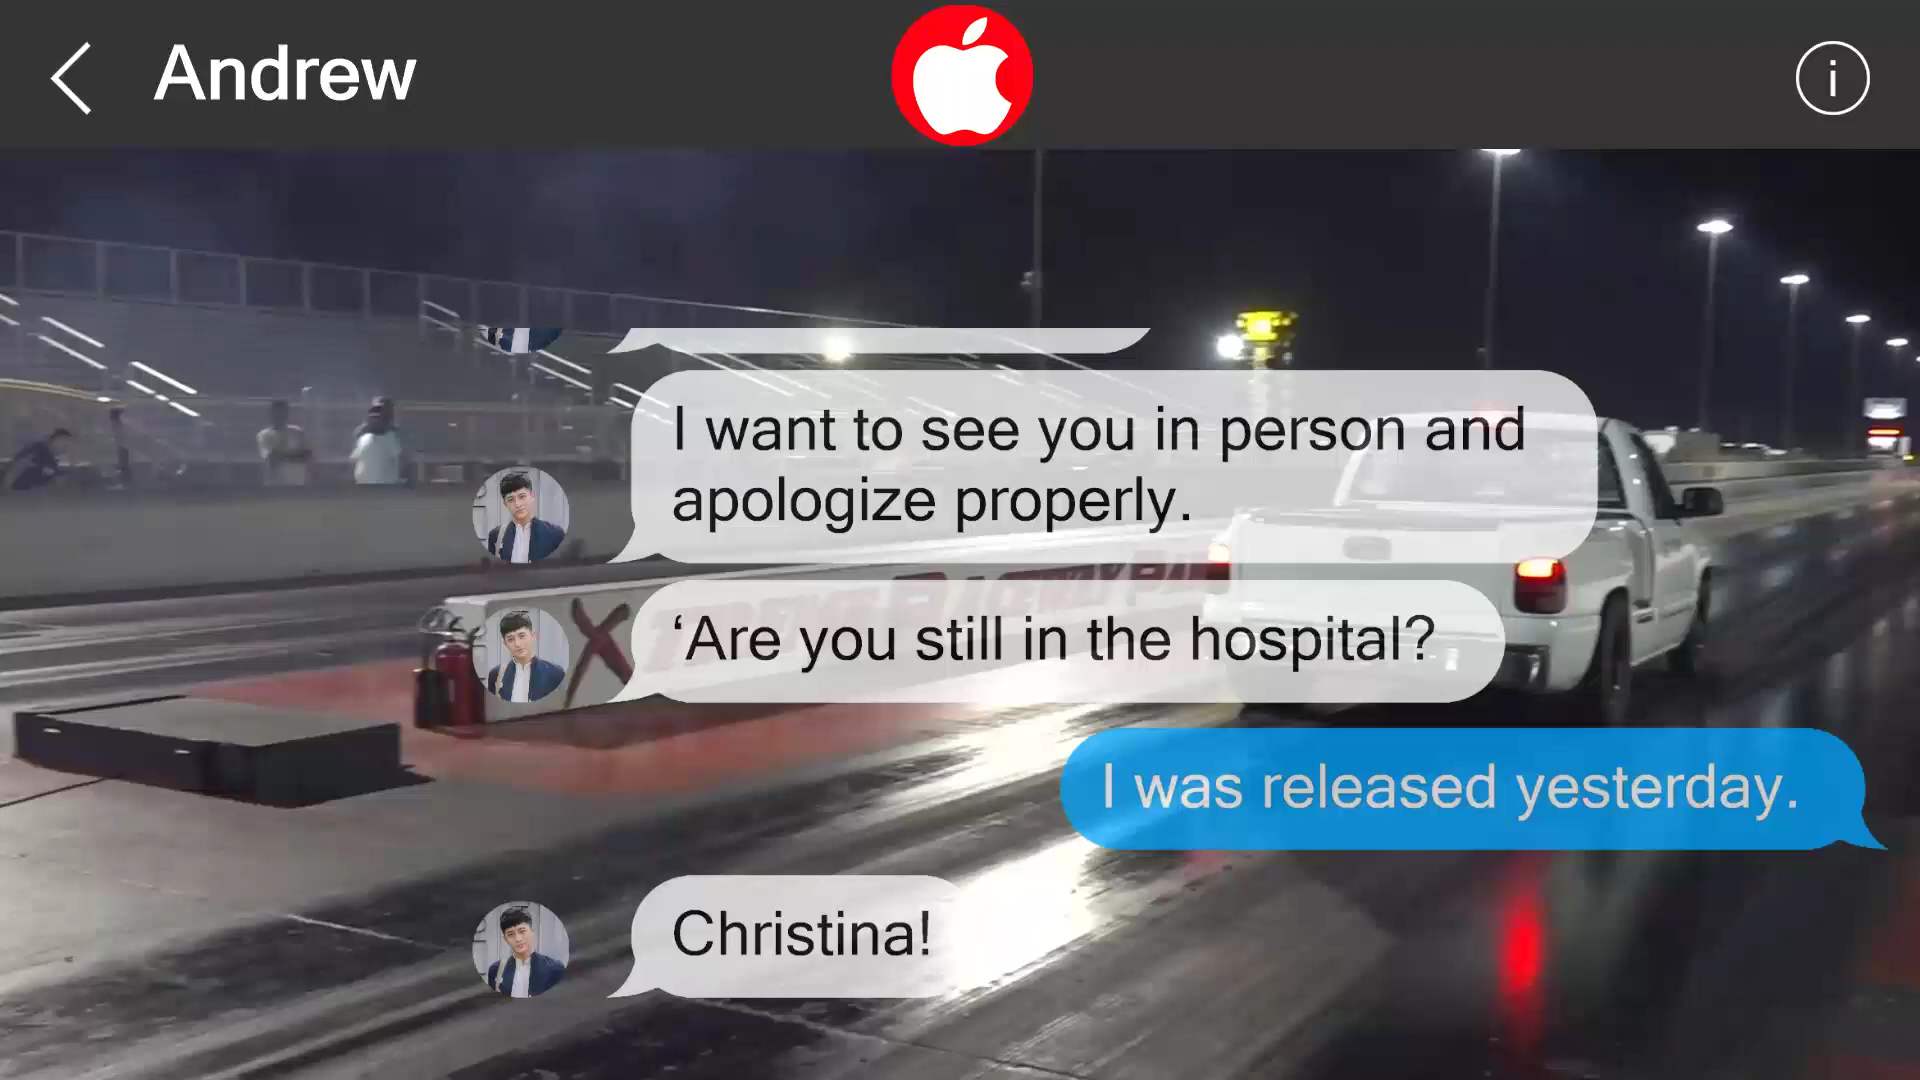 Andrew
I want to see you in person and
apologize properly.
‘Are you still in the hospital?
I was released yesterday.
Christina!